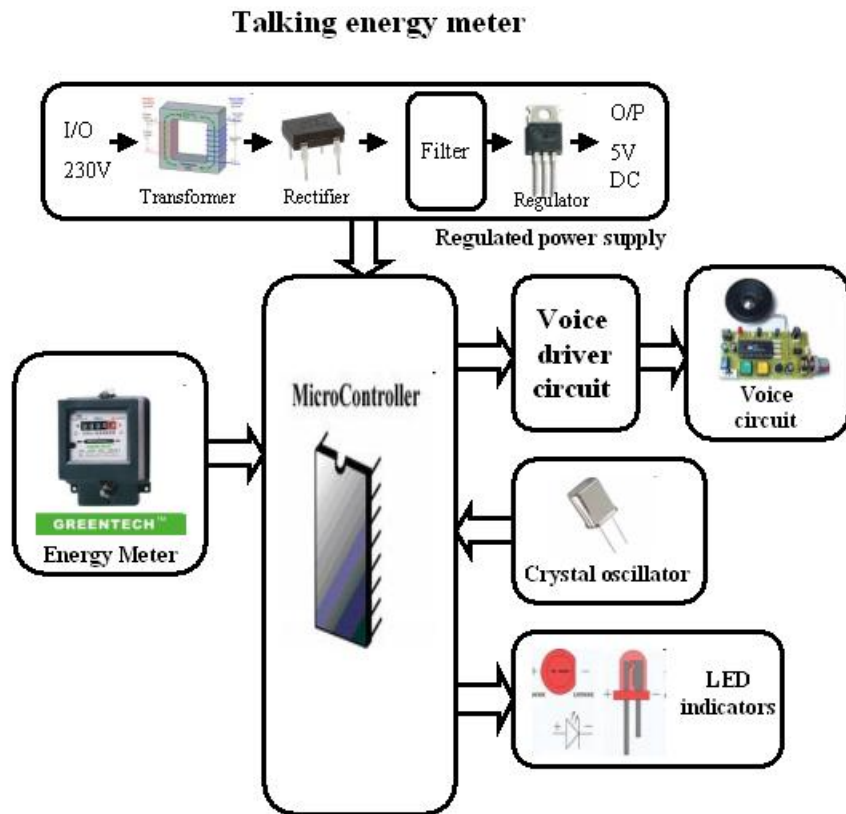 Talking energy meter
I/O
230V
Transformer
Rectifier
Filter
Regulator
O/P
5V
DC
Regulated power supply
MicroController
Voice
driver
circuit
Voice
circuit
GREENTECH™
Energy Meter
Crystal oscillator
LED
indicators